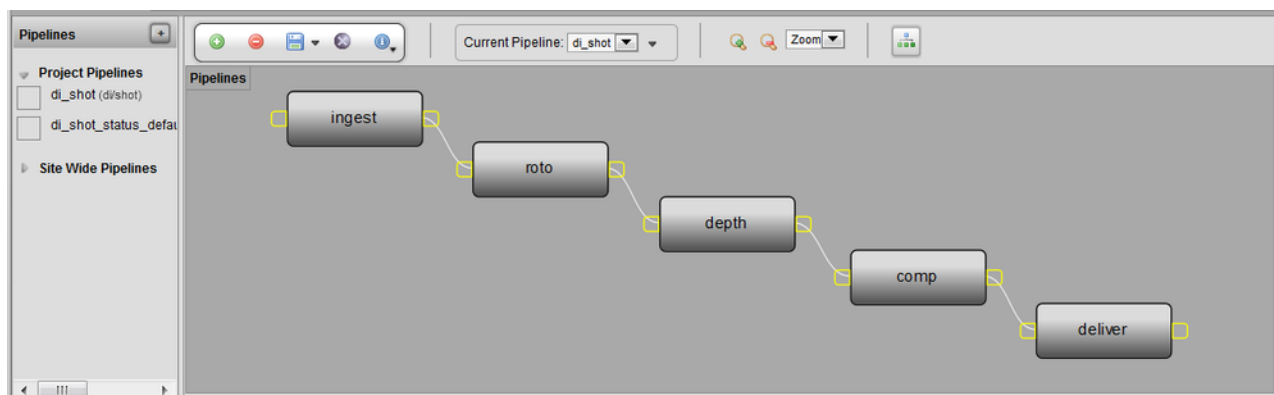 Pipelines
Project Pipelines
di_shot (di/shot)
di_shot_status_defau
Site Wide Pipelines
Current Pipeline: di_shot
Zoom
Pipelines
ingest
roto
depth
comp
deliver